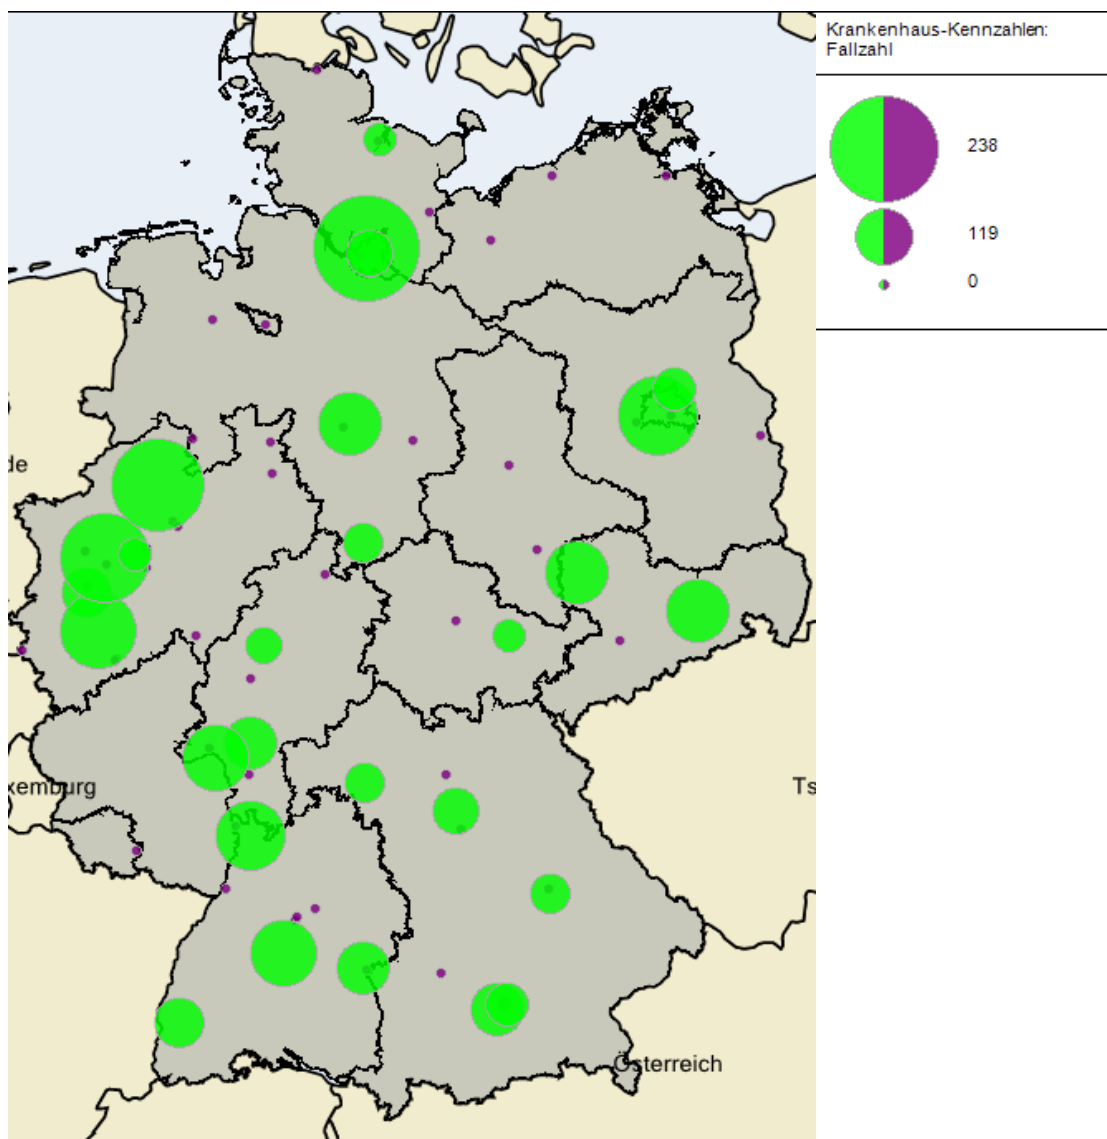 Krankenhaus-Kennzahlen:
Fallzahl
238
119
0
de
xemburg
Ts
Österreich